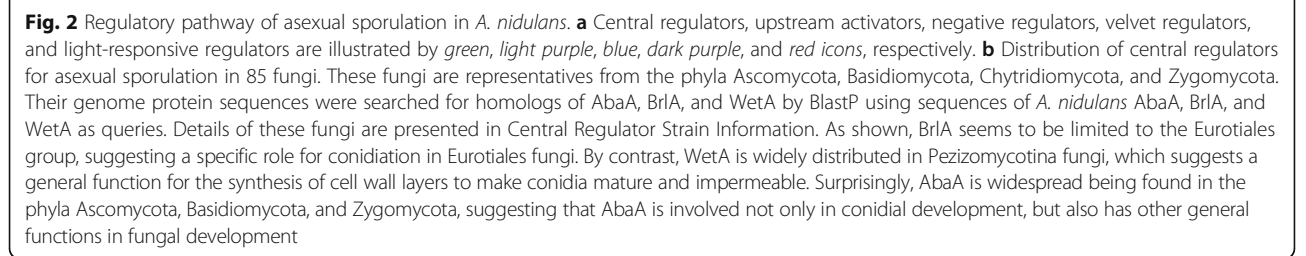 Fig. 2 Regulatory pathway of asexual sporulation in A. nidulans. a Central regulators, upstream activators, negative regulators, velvet regulators,
and light-responsive regulators are illustrated by green, light purple, blue, dark purple, and red icons, respectively. b Distribution of central regulators
for asexual sporulation in 85 fungi. These fungi are representatives from the phyla Ascomycota, Basidiomycota, Chytridiomycota, and Zygomycota.
Their genome protein sequences were searched for homologs of AbaA, BrlA, and WetA by BlastP using sequences of A. nidulans AbaA, BrlA, and
WetA as queries. Details of these fungi are presented in Central Regulator Strain Information. As shown, BrlA seems to be limited to the Eurotiales
group, suggesting a specific role for conidiation in Eurotiales fungi. By contrast, WetA is widely distributed in Pezizomycotina fungi, which suggests a
general function for the synthesis of cell wall layers to make conidia mature and impermeable. Surprisingly, AbaA is widespread being found in the
phyla Ascomycota, Basidiomycota, and Zygomycota, suggesting that AbaA is involved not only in conidial development, but also has other general
functions in fungal development